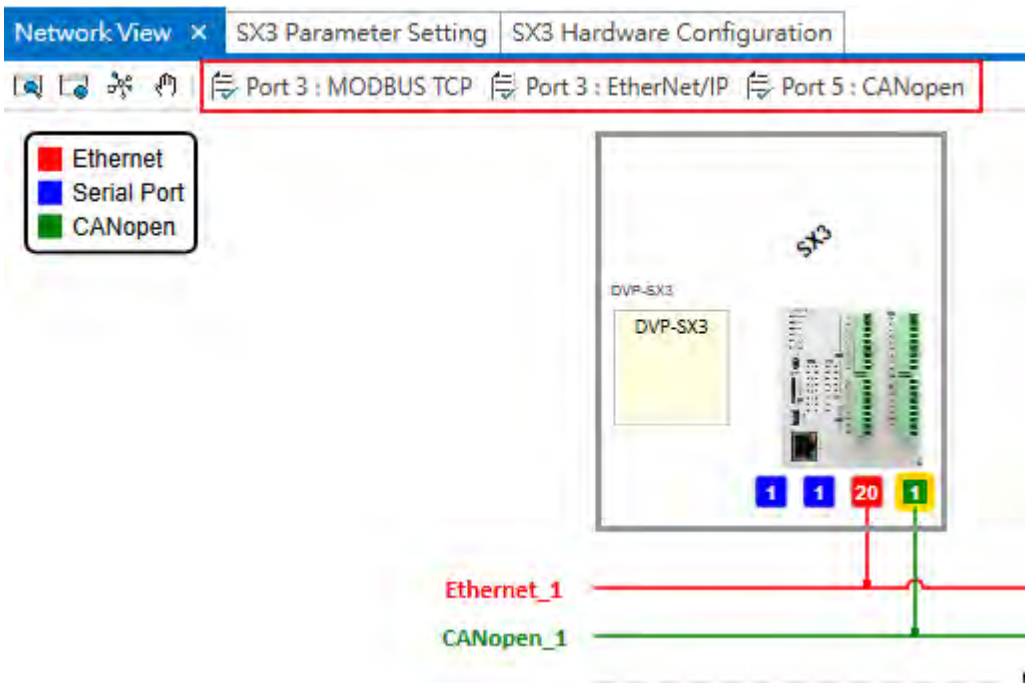 Network View × SX3 Parameter Setting SX3 Hardware Configuration
Port 3 : MODBUS TCP Port 3 : EtherNet/IP Port 5 : CANopen
Ethernet
Serial Port
CANopen
SX3
DVP-SX3
DVP-SX3
1 1 20 1
Ethernet_1
CANopen_1